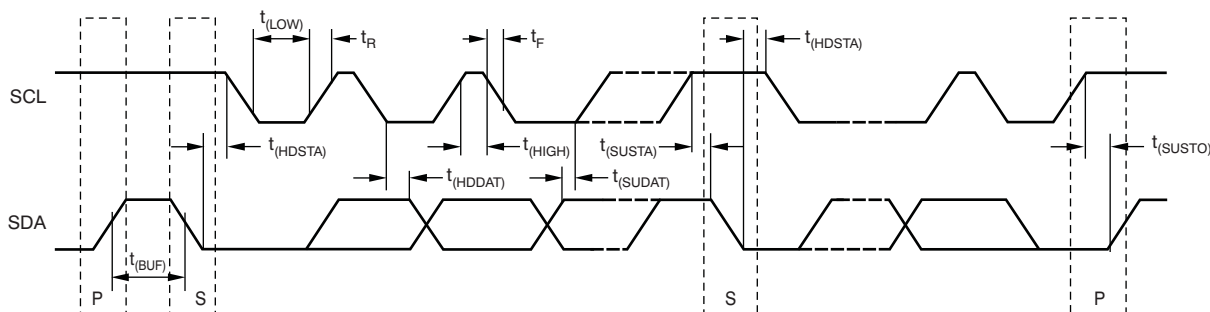 t(LOW)
tR
tF
t(HDSTA)
SCL
t(HDSTA)
t(HIGH)
t(SUSTA)
t(SUSTO)
t(HDDAT)
t(SUDAT)
SDA
t(BUF)
P
S
S
P